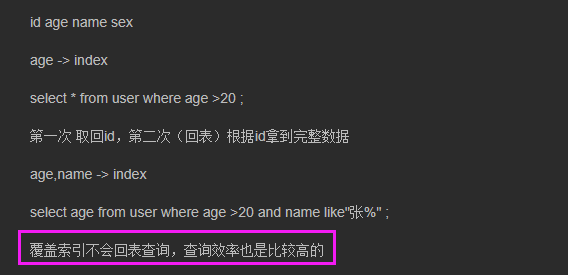 id age name sex
age -> index
select * from user where age >20 ;
第一次 取回id，第二次（回表）根据id拿到完整数据
age,name -> index
select age from user where age >20 and name like"张%" ;
覆盖索引不会回表查询，查询效率也是比较高的